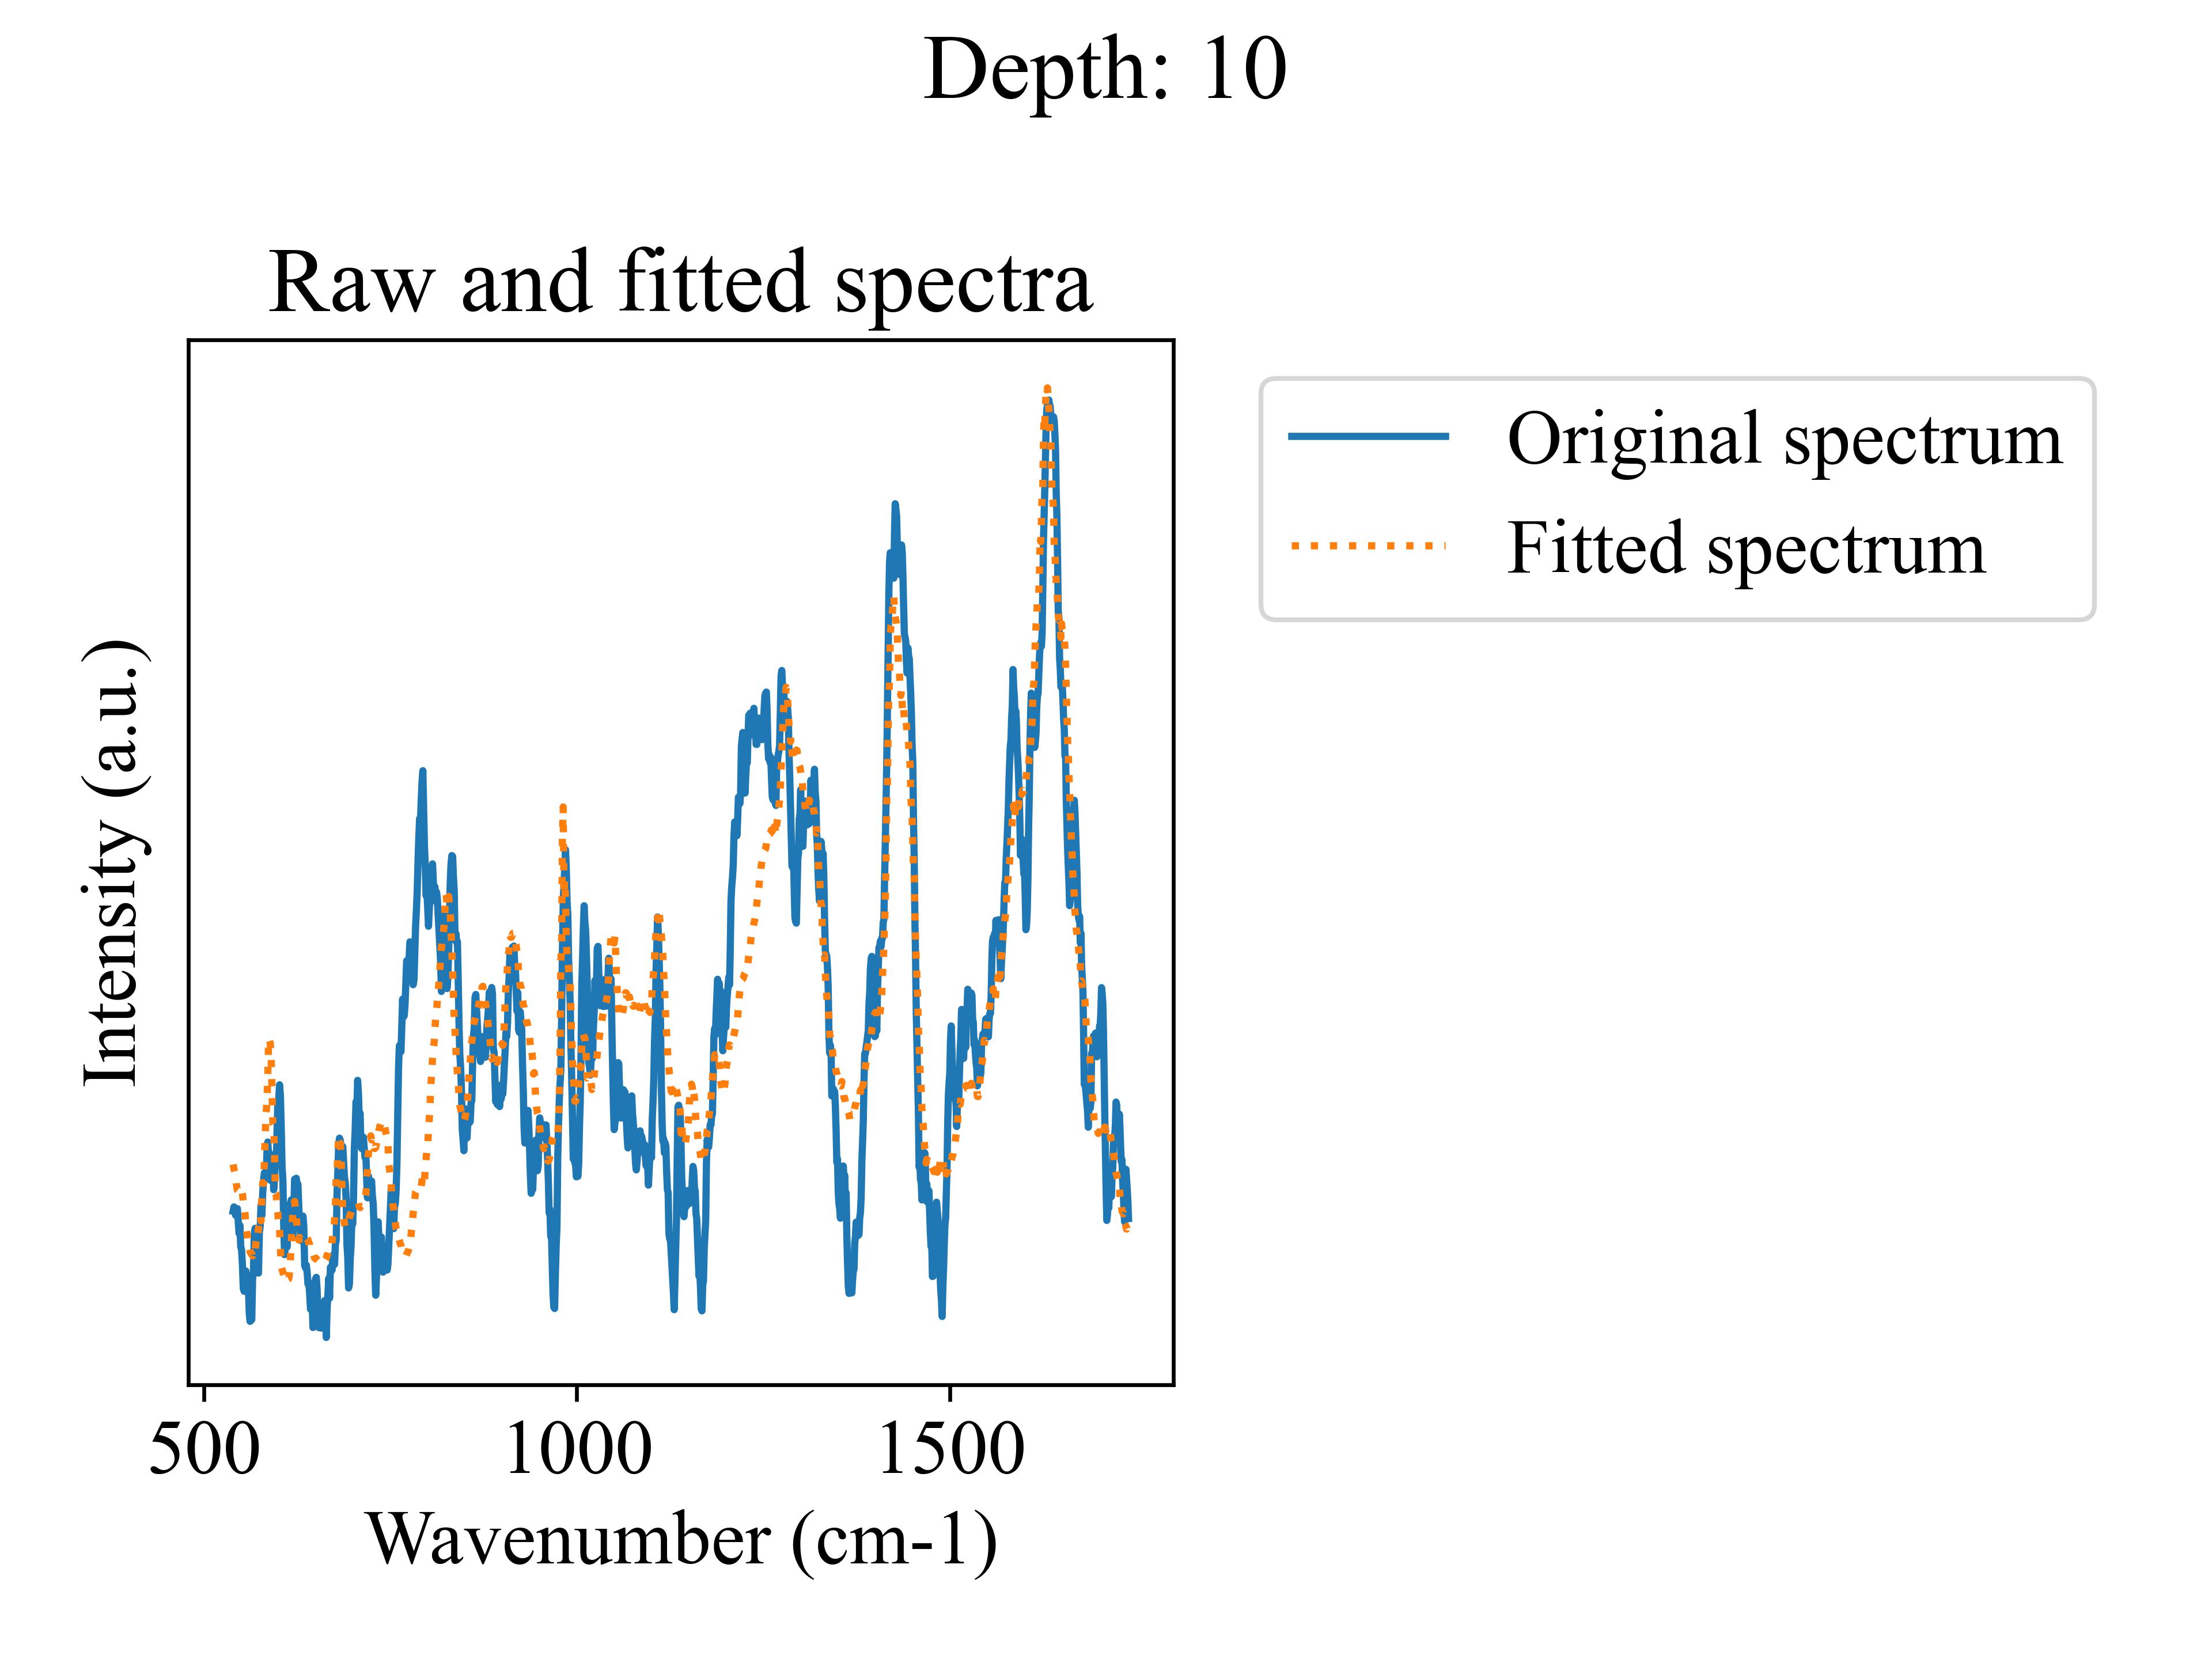 Depth: 10
Raw and fitted spectra
Original spectrum
Fitted spectrum
Intensity (a.u.)
500 1000 1500
Wavenumber (cm-1)